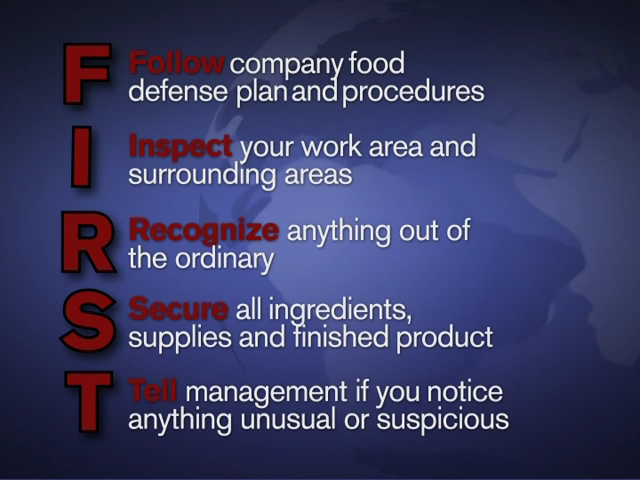 F Follow company food
defense plan and procedures
I Inspect your work area and
surrounding areas
R Recognize anything out of
the ordinary
S Secure all ingredients,
supplies and finished product
T Tell management if you notice
anything unusual or suspicious